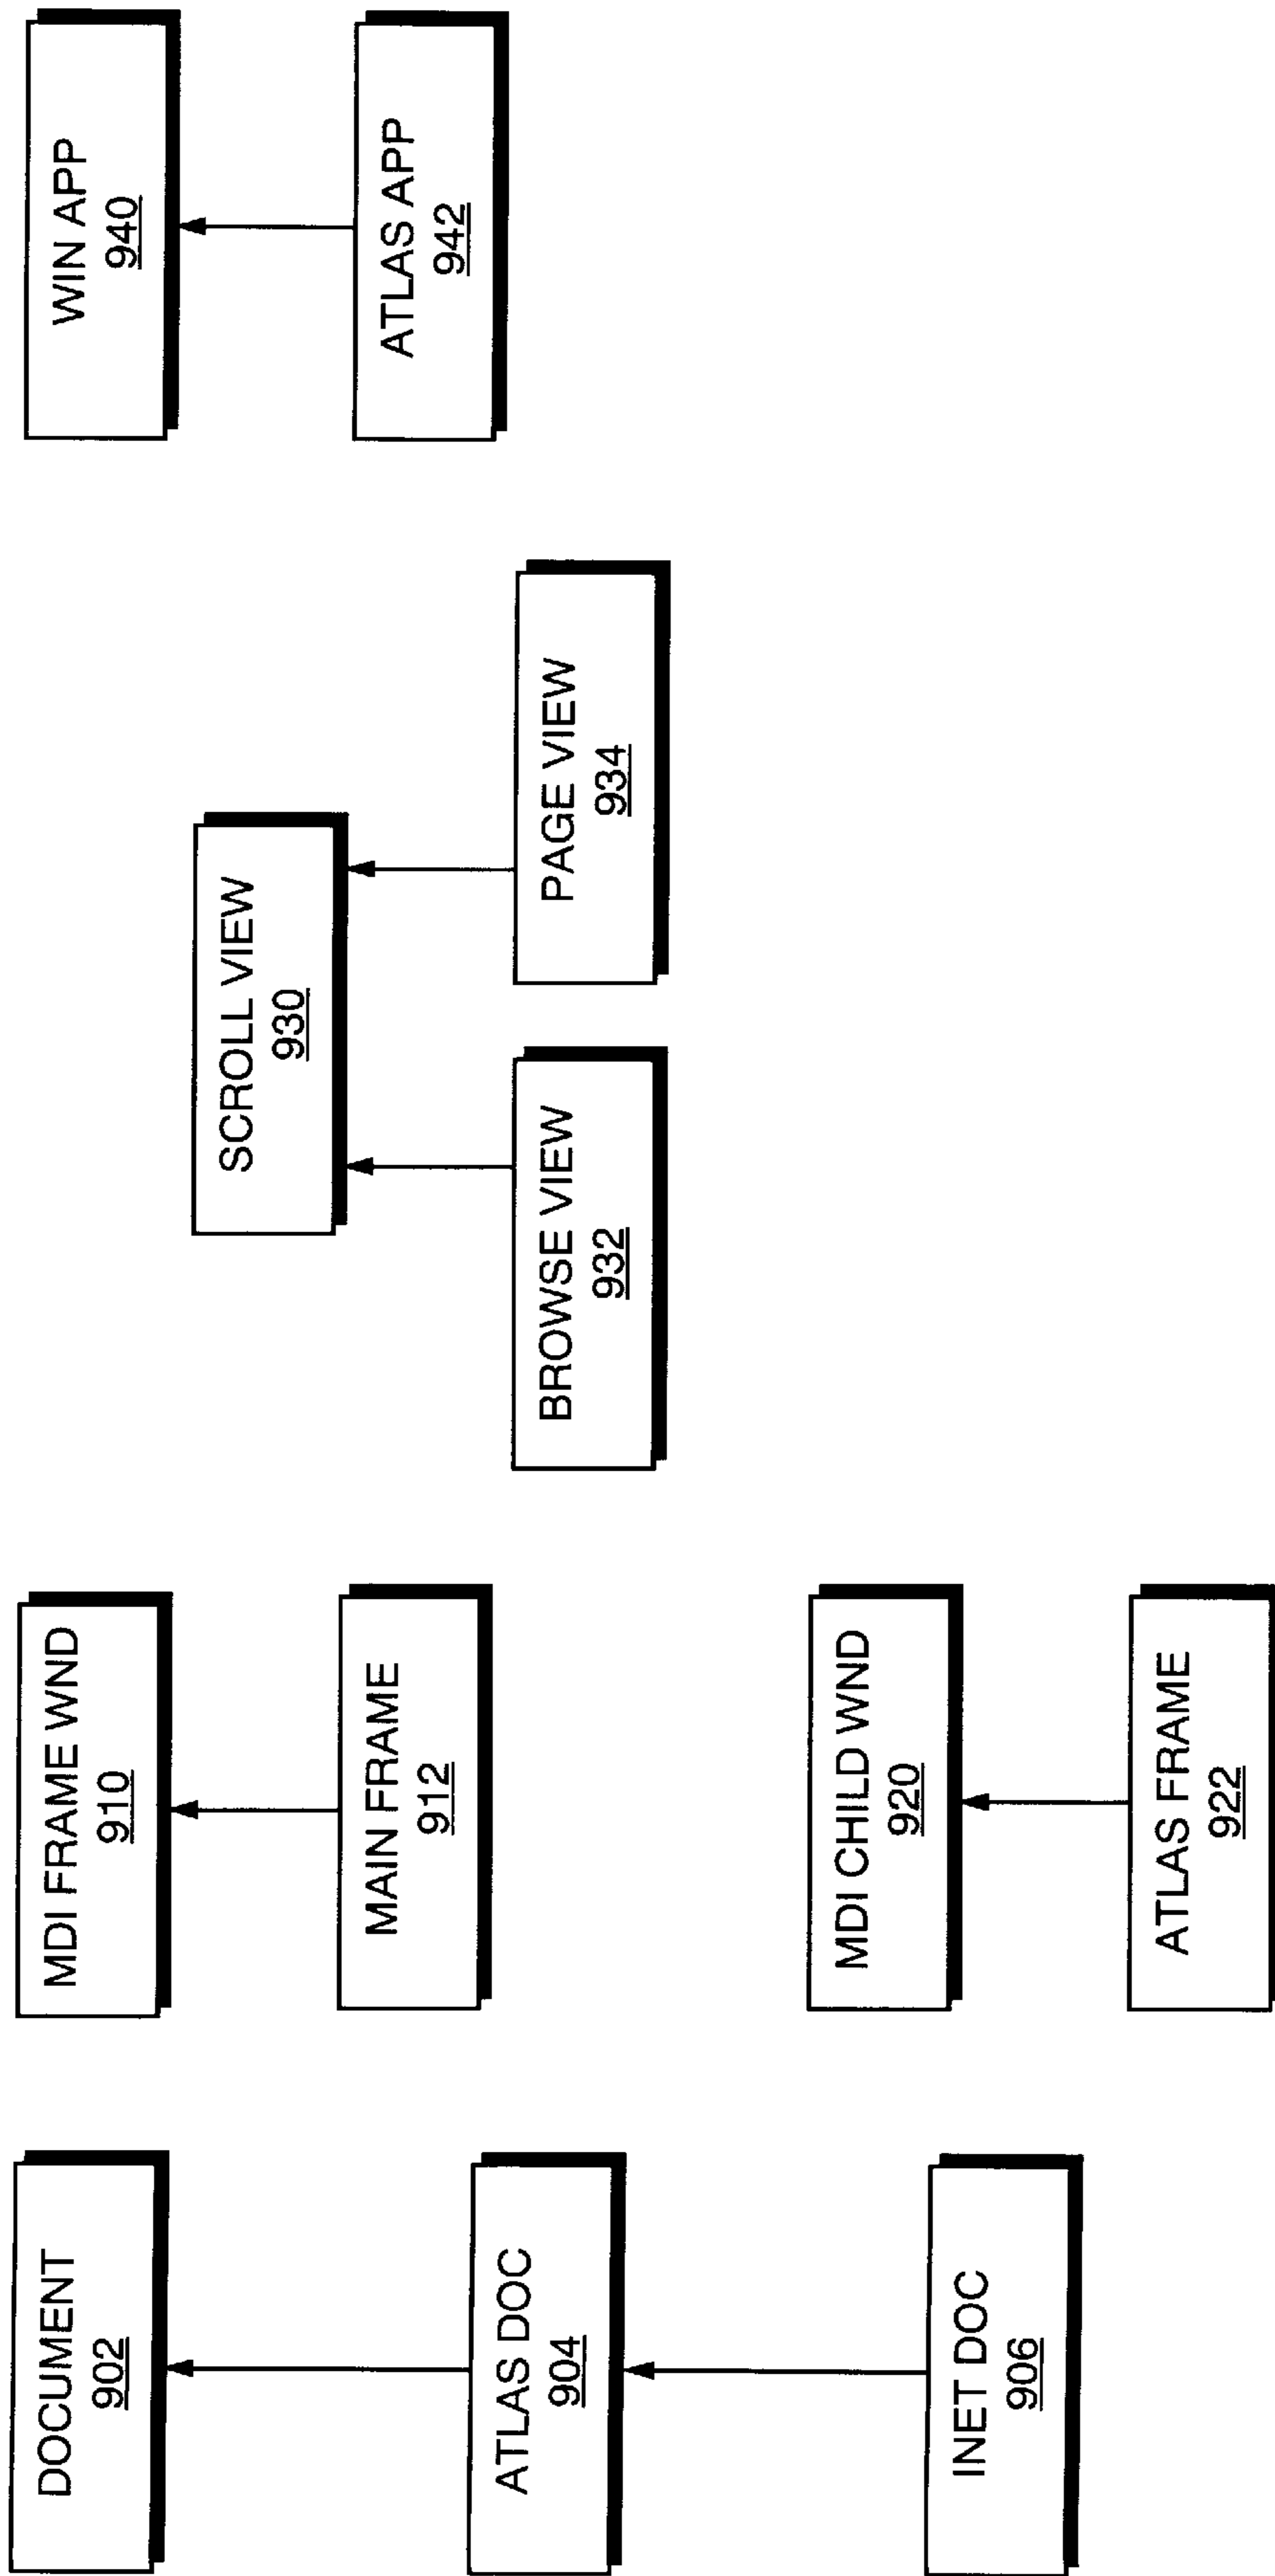 DOCUMENT
902
ATLAS DOC
904
INET DOC
906
MDI FRAME WND
910
MAIN FRAME
912
MDI CHILD WND
920
ATLAS FRAME
922
SCROLL VIEW
930
BROWSE VIEW
932
PAGE VIEW
934
WIN APP
940
ATLAS APP
942